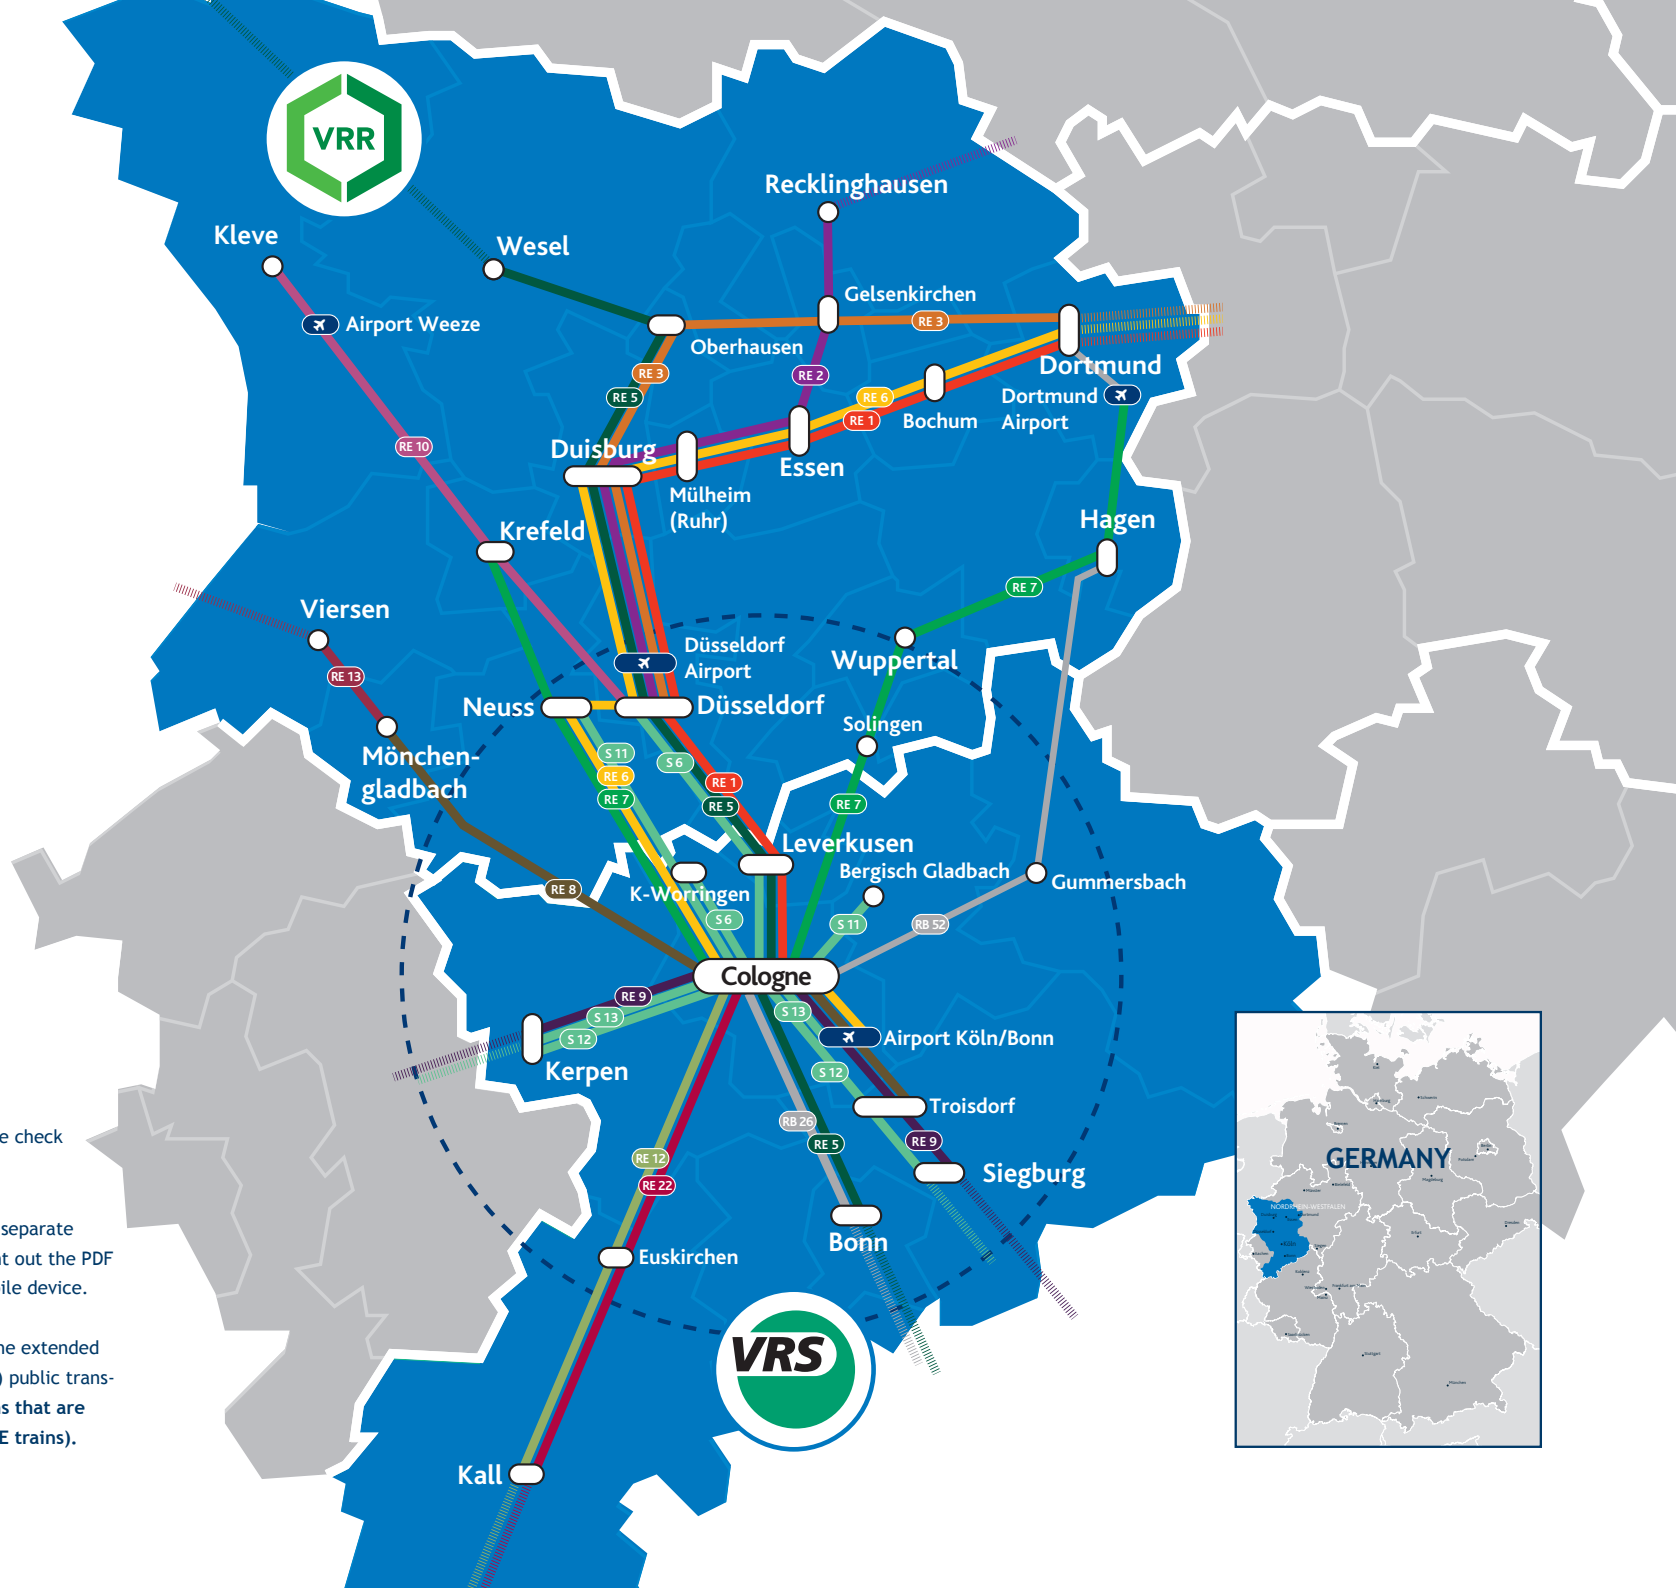 VRR
Recklinghausen
Kleve
Wesel
Gelsenkirchen
Airport Weeze
RE 3
Oberhausen
Dortmund
RE 3
RE 2
RE 5
RE 6
Dortmund
Airport
RE 1
Bochum
RE 10
Duisburg
Essen
Mülheim
(Ruhr)
Hagen
Krefeld
RE 7
Viersen
Düsseldorf
Airport
Wuppertal
RE 13
Neuss
Düsseldorf
Solingen
Mönchen-
gladbach
S 11
S 6
RE 6
RE 1
RE 7
RE 5
RE 7
Leverkusen
Bergisch Gladbach
Gummersbach
RE 8
K-Worringen
S 6
S 11
RB 52
Cologne
RE 9
S 13
S 13
S 12
Airport Köln/Bonn
Kerpen
S 12
Troisdorf
RB 26
RE 5
RE 9
RE 12
Siegburg
RE 22
Bonn
Euskirchen
VRS
Kall
e check
separate
nt out the PDF
ile device.
ne extended
) public trans-
ns that are
E trains).
GERMANY
NORDRHEIN-WESTFALEN